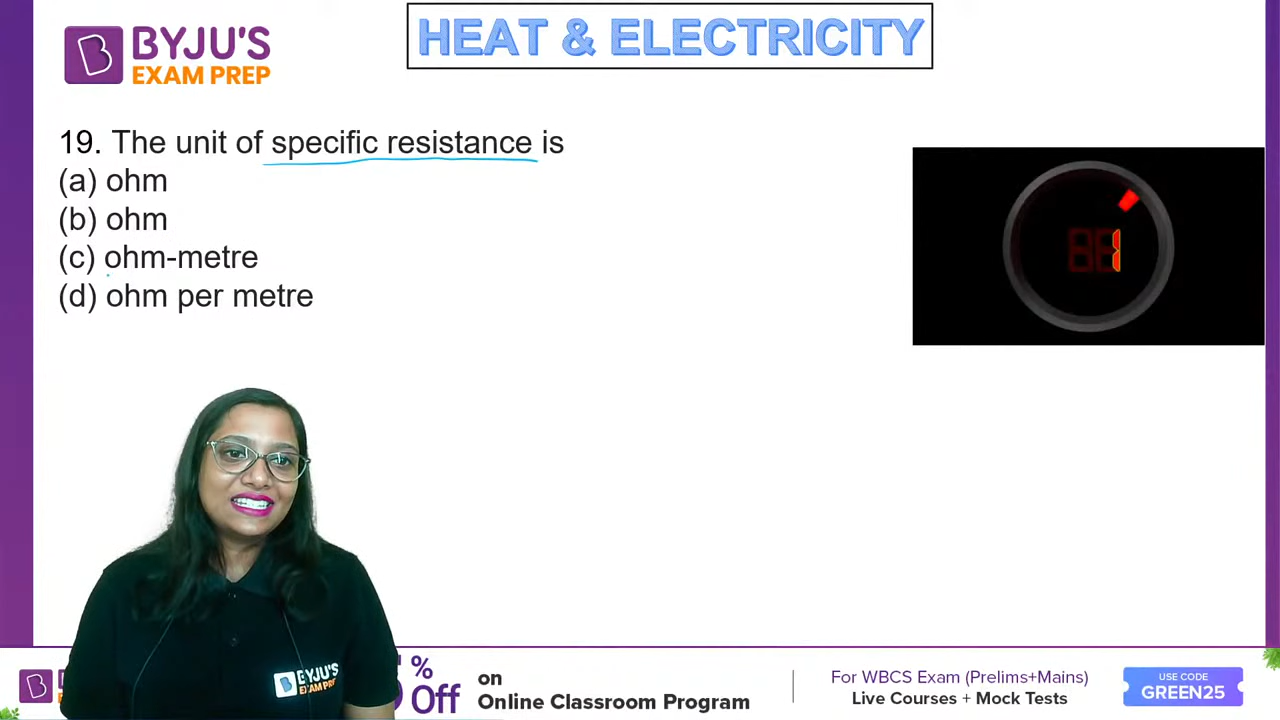 BYJU'S
EXAM PREP
HEAT & ELECTRICITY
19. The unit of specific resistance is
(a) ohm
(b) ohm
(c) ohm-metre
(d) ohm per metre
1
BYJU'S
EXAM PREP
%
Off
on
Online Classroom Program
For WBCS Exam (Prelims+Mains)
Live Courses + Mock Tests
USE CODE
GREEN25